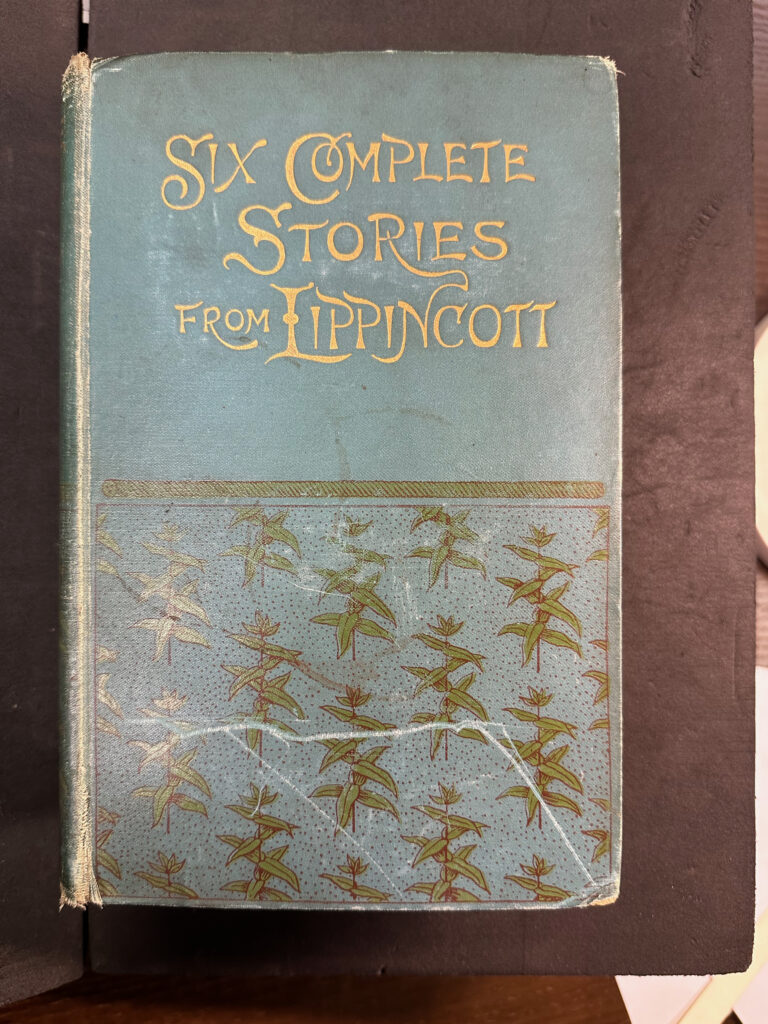 Six Complete
Stories
from Lippincott